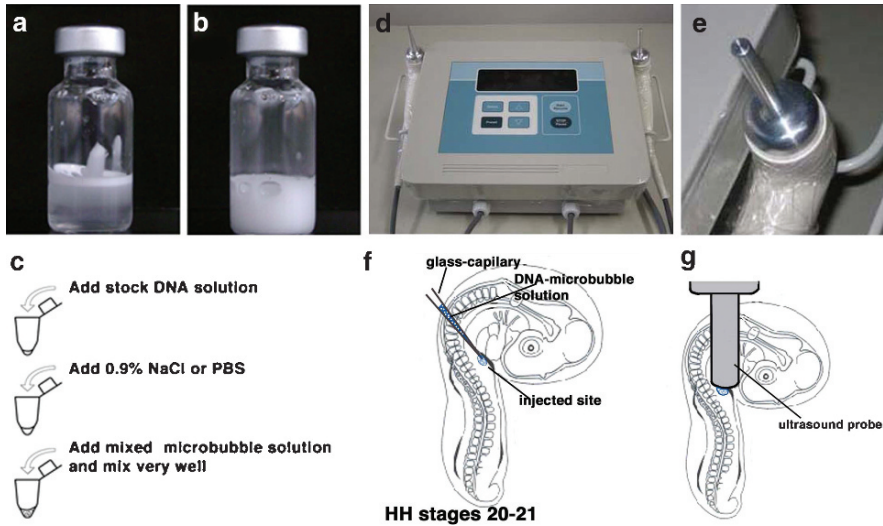 a
b
d
e
c
Add stock DNA solution
Add 0.9% NaCl or PBS
Add mixed microbubble solution
and mix very well
f
glass-capilary
DNA-microbubble
solution
injected site
HH stages 20-21
g
ultrasound probe